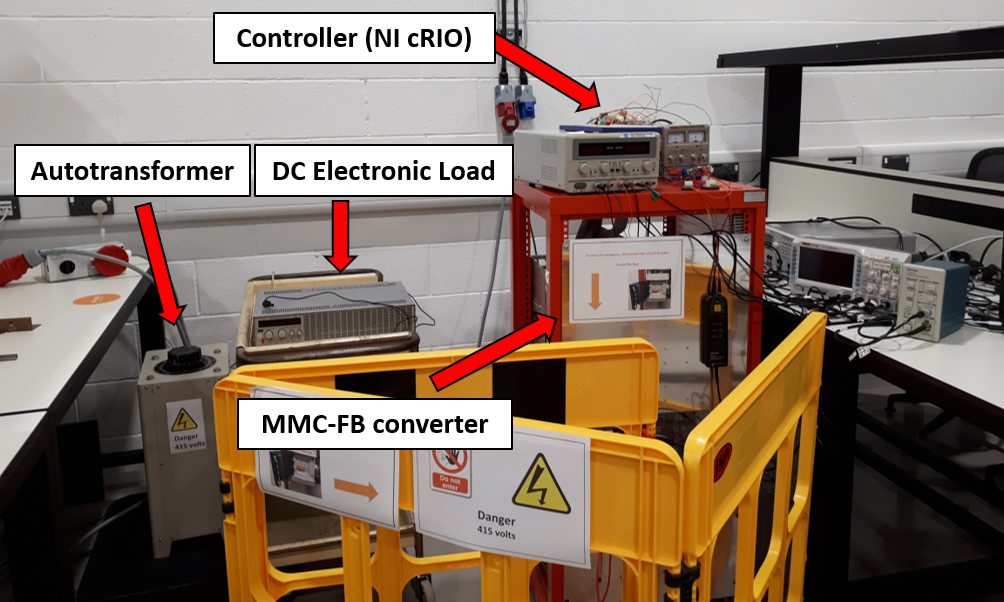 Controller (NI cRIO)
Autotransformer
DC Electronic Load
MMC-FB converter
Danger
415 volts
Do not
enter
Danger
415 volts